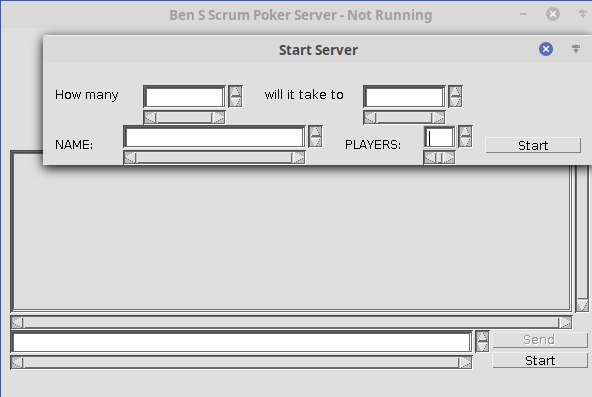 Ben S Scrum Poker Server - Not Running
Start Server
How many will it take to
NAME: PLAYERS: Start
Send
Start